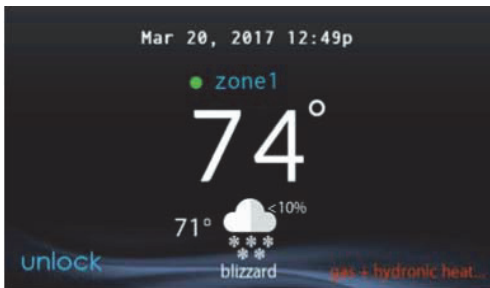 Mar 20, 2017 12:49p
zone1
74°
<10%
71°
blizzard
unlock
gas + hydronic heat...